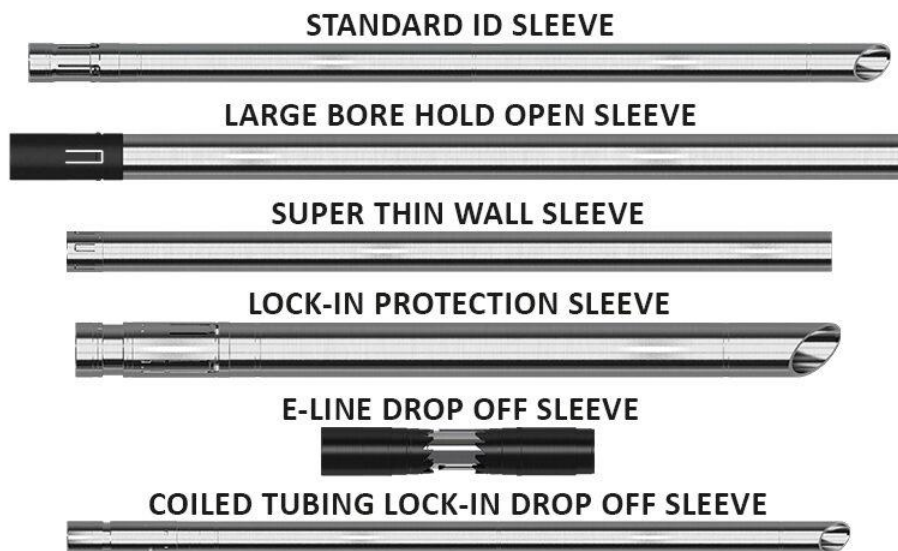 STANDARD ID SLEEVE
LARGE BORE HOLD OPEN SLEEVE
SUPER THIN WALL SLEEVE
LOCK-IN PROTECTION SLEEVE
E-LINE DROP OFF SLEEVE
COILED TUBING LOCK-IN DROP OFF SLEEVE